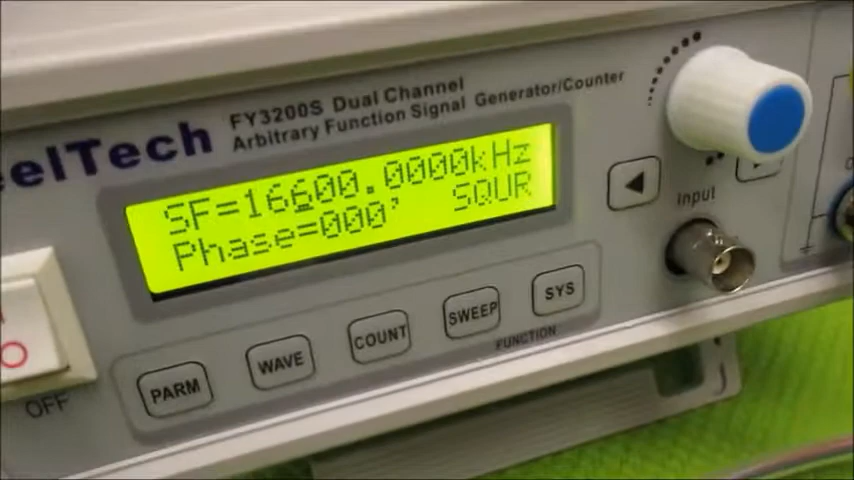 FY3200S Dual Channel
Arbitrary Function Signal Generator/Counter
eelTech
SF=16600.0000kHz
Phase=000' SQUR
Input
PARM
WAVE
COUNT
SWEEP
SYS
FUNCTION
OFF